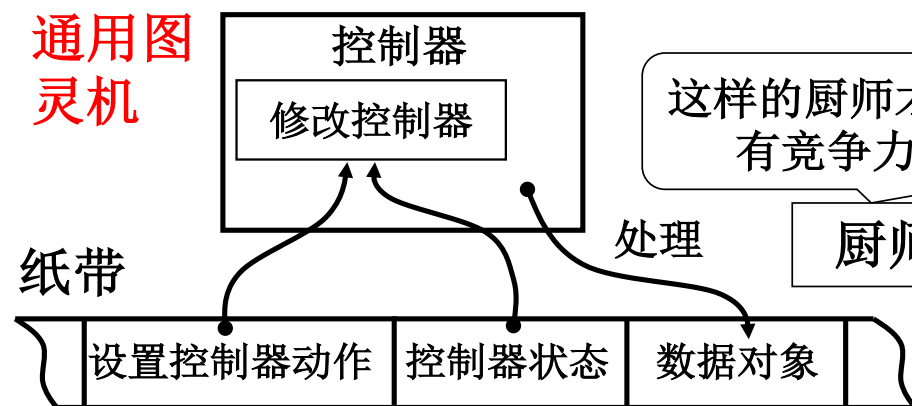 通用图
灵机
控制器
修改控制器
这样的厨师
有竞争力
处理
厨
纸带
设置控制器动作
控制器状态
数据对象